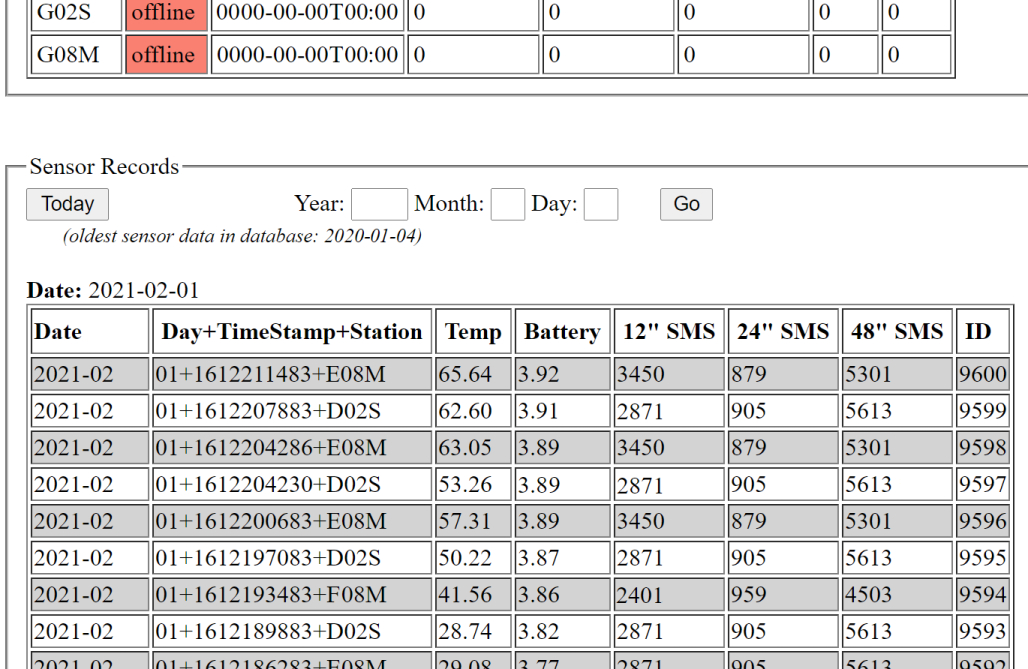 G02S offline 0000-00-00T00:00 0 0 0 0 0
G08M offline 0000-00-00T00:00 0 0 0 0 0
Sensor Records
Today Year: Month: Day: Go
(oldest sensor data in database: 2020-01-04)
Date: 2021-02-01
Date Day+TimeStamp+Station Temp Battery 12" SMS 24" SMS 48" SMS ID
2021-02 01+1612211483+E08M 65.64 3.92 3450 879 5301 9600
2021-02 01+1612207883+D02S 62.60 3.91 2871 905 5613 9599
2021-02 01+1612204286+E08M 63.05 3.89 3450 879 5301 9598
2021-02 01+1612204230+D02S 53.26 3.89 2871 905 5613 9597
2021-02 01+1612200683+E08M 57.31 3.89 3450 879 5301 9596
2021-02 01+1612197083+D02S 50.22 3.87 2871 905 5613 9595
2021-02 01+1612193483+F08M 41.56 3.86 2401 959 4503 9594
2021-02 01+1612189883+D02S 28.74 3.82 2871 905 5613 9593
2021-02 01+1612186283+E08M 29.08 3.77 2871 905 5613 9592